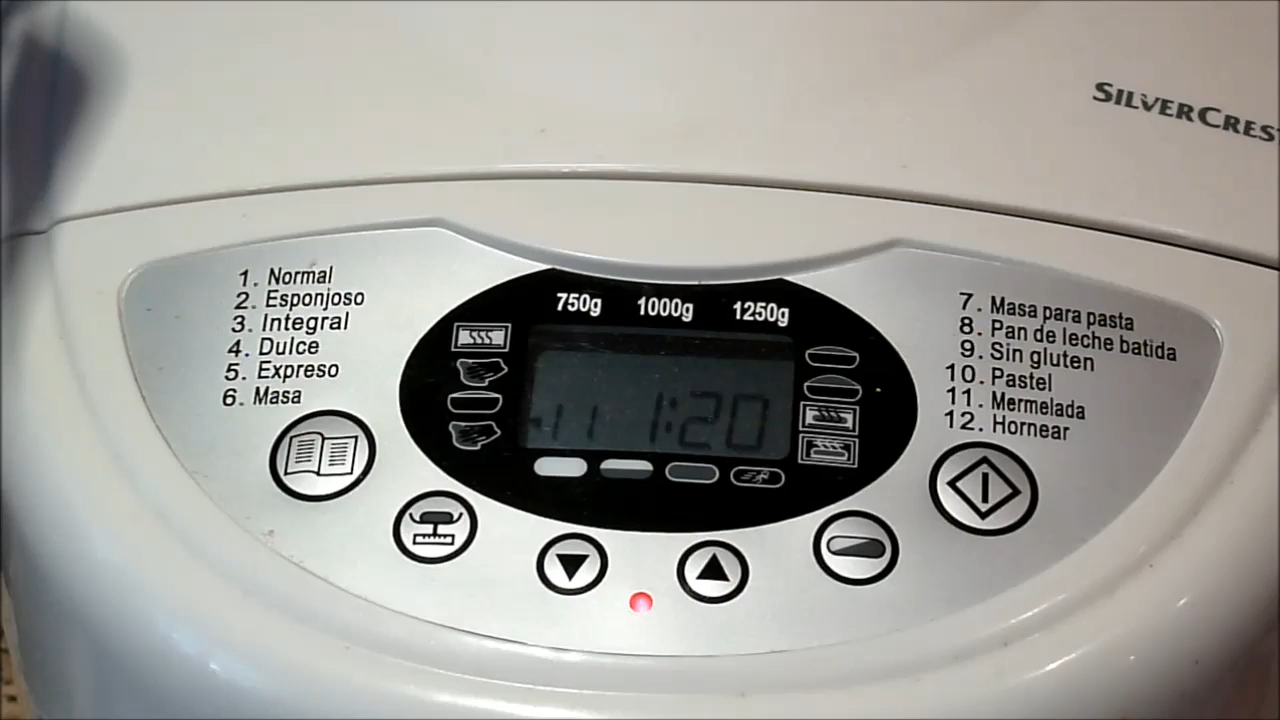 SILVERCREST
1. Normal
2. Esponjoso
3. Integral
4. Dulce
5. Expreso
6. Masa
750g 1000g 1250g
11 1:20
7. Masa para pasta
8. Pan de leche batida
9. Sin gluten
10. Pastel
11. Mermelada
12. Hornear